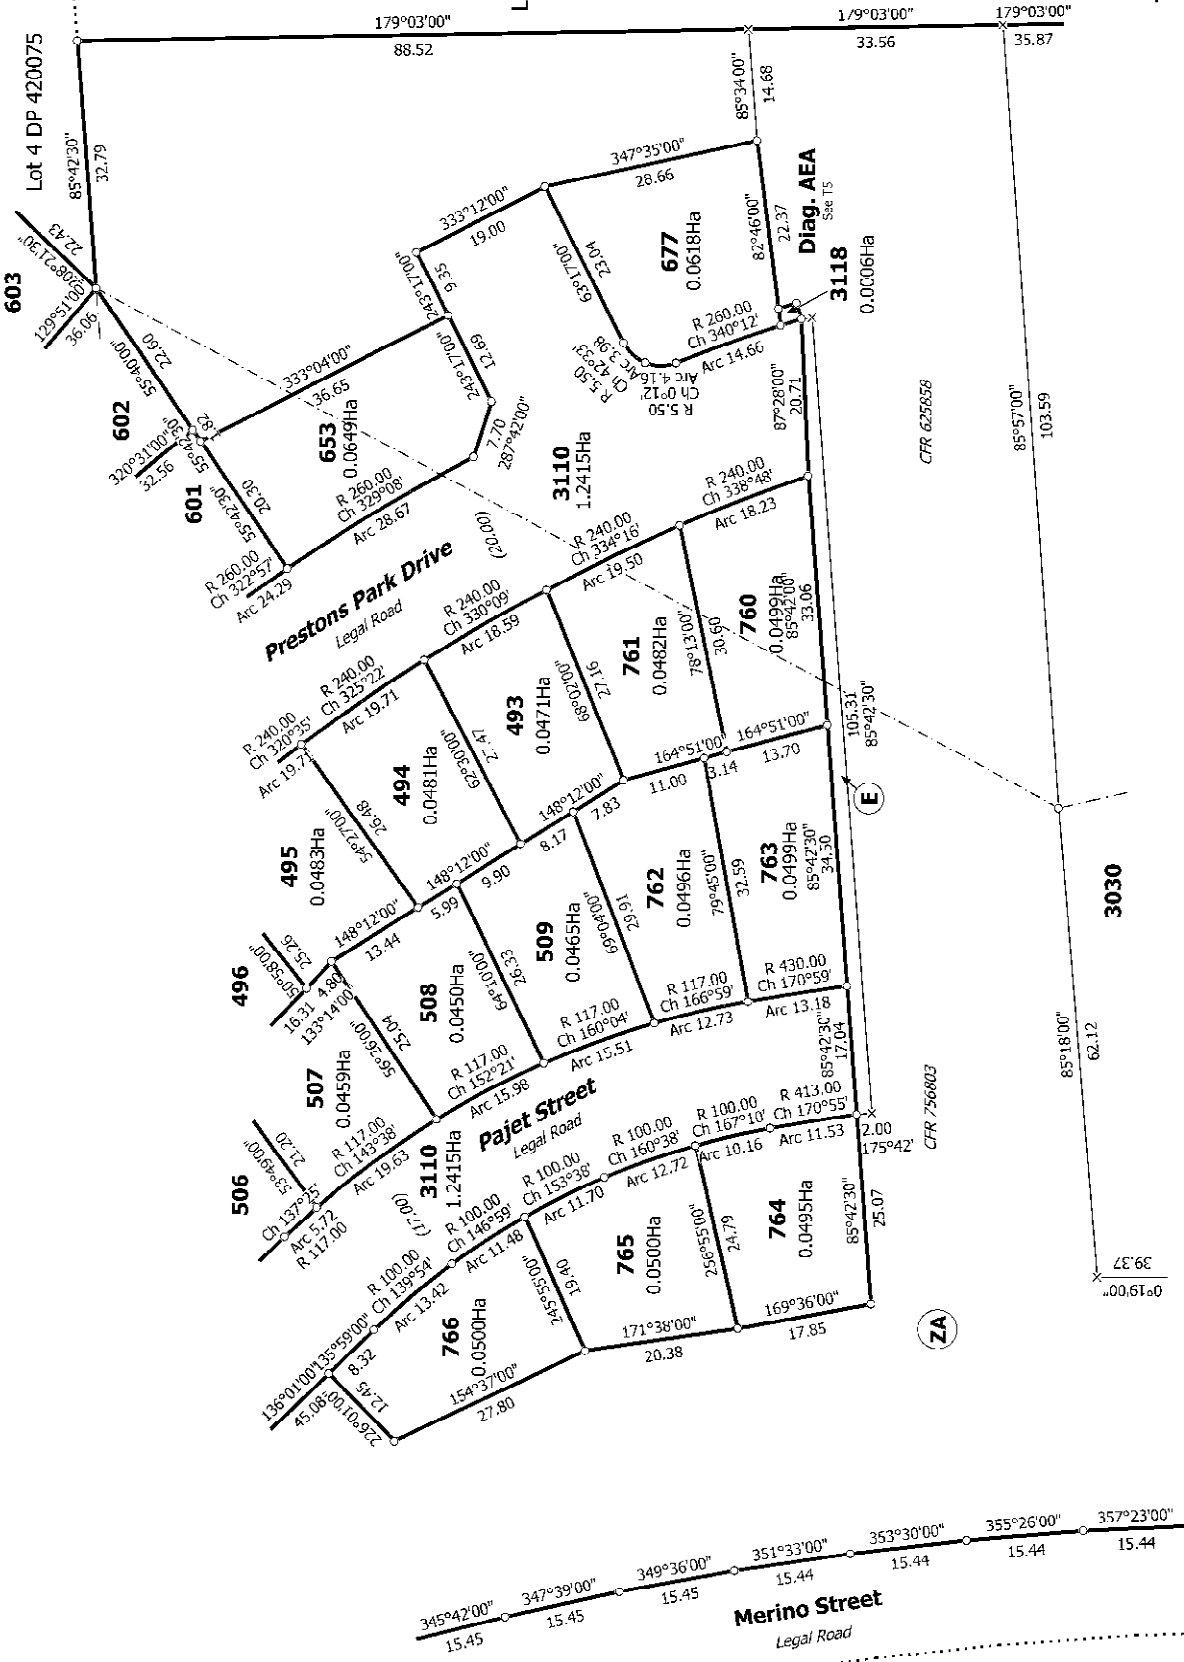 179°03'00"
88.52
179°03'00"
33.56
179°03'00"
35.87
Lot 4 DP 420075
85°42'30"
32.79
85°34'00"
14.68
603
22.43
208°21'30"
129°51'00"
36.06
55°40'00"
22.60
602
320°31'00"
32.56
55°42'30"
1.82
601
55°42'30"
20.30
333°04'00"
36.65
653
0.0649Ha
243°17'00"
9.35
243°17'00"
12.69
333°12'00"
19.00
347°35'00"
28.66
63°17'00"
23.04
677
0.0618Ha
82°46'00"
22.37
Diag. AEA
See T5
3118
0.0006Ha
R 260.00
Ch 340°12'
Arc 14.66
R 5.50
Ch 42°33'
Arc 3.98
R 5.50
Ch 0°12'
Arc 4.16
7.70
287°42'00"
R 260.00
Ch 329°08'
Arc 28.67
R 260.00
Ch 322°57'
Arc 24.29
3110
1.2415Ha
87°28'00"
20.71
CFR 625858
85°57'00"
103.59
Prestons Park Drive
Legal Road
(20.00)
R 240.00
Ch 338°48'
Arc 18.23
R 240.00
Ch 334°16'
Arc 19.50
R 240.00
Ch 330°09'
Arc 18.59
R 240.00
Ch 325°22'
Arc 19.71
R 240.00
Ch 320°35'
Arc 19.71
760
0.0499Ha
85°42'00"
33.06
78°13'00"
30.60
761
0.0482Ha
68°02'00"
27.16
493
0.0471Ha
62°30'00"
27.47
494
0.0481Ha
54°27'00"
26.48
495
0.0483Ha
105.31
85°42'30"
E
164°51'00"
13.70
164°51'00"
3.14
11.00
148°12'00"
7.83
8.17
148°12'00"
9.90
5.99
148°12'00"
13.44
496
50°58'00"
25.26
16.31
4.80
133°14'00"
763
0.0499Ha
85°42'30"
34.50
79°45'00"
32.59
762
0.0496Ha
69°04'00"
29.91
509
0.0465Ha
64°10'00"
26.33
508
0.0450Ha
56°26'00"
25.04
507
0.0459Ha
3030
R 430.00
Ch 170°59'
Arc 13.18
R 117.00
Ch 166°59'
Arc 12.73
R 117.00
Ch 160°04'
Arc 15.51
R 117.00
Ch 152°21'
Arc 15.98
R 117.00
Ch 143°38'
Arc 19.63
506
53°49'00"
21.20
Ch 137°25'
Arc 5.72
R 117.00
Pajet Street
Legal Road
3110
1.2415Ha
(17.00)
85°42'30"
17.04
CFR 756803
85°18'00"
62.12
0°19'00"
39.37
R 413.00
Ch 170°55'
Arc 11.53
2.00
175°42'
R 100.00
Ch 167°10'
Arc 10.16
R 100.00
Ch 160°38'
Arc 12.72
R 100.00
Ch 153°38'
Arc 11.70
R 100.00
Ch 146°59'
Arc 11.48
R 100.00
Ch 139°54'
Arc 13.42
135°59'00"
8.32
136°01'00"
45.08
226°01'00"
12.45
764
0.0495Ha
85°42'30"
25.07
256°55'00"
24.79
765
0.0500Ha
245°55'00"
19.40
766
0.0500Ha
169°36'00"
17.85
171°38'00"
20.38
154°37'00"
27.80
ZA
345°42'00"
15.45
347°39'00"
15.45
349°36'00"
15.45
351°33'00"
15.44
353°30'00"
15.44
355°26'00"
15.44
357°23'00"
15.44
Merino Street
Legal Road